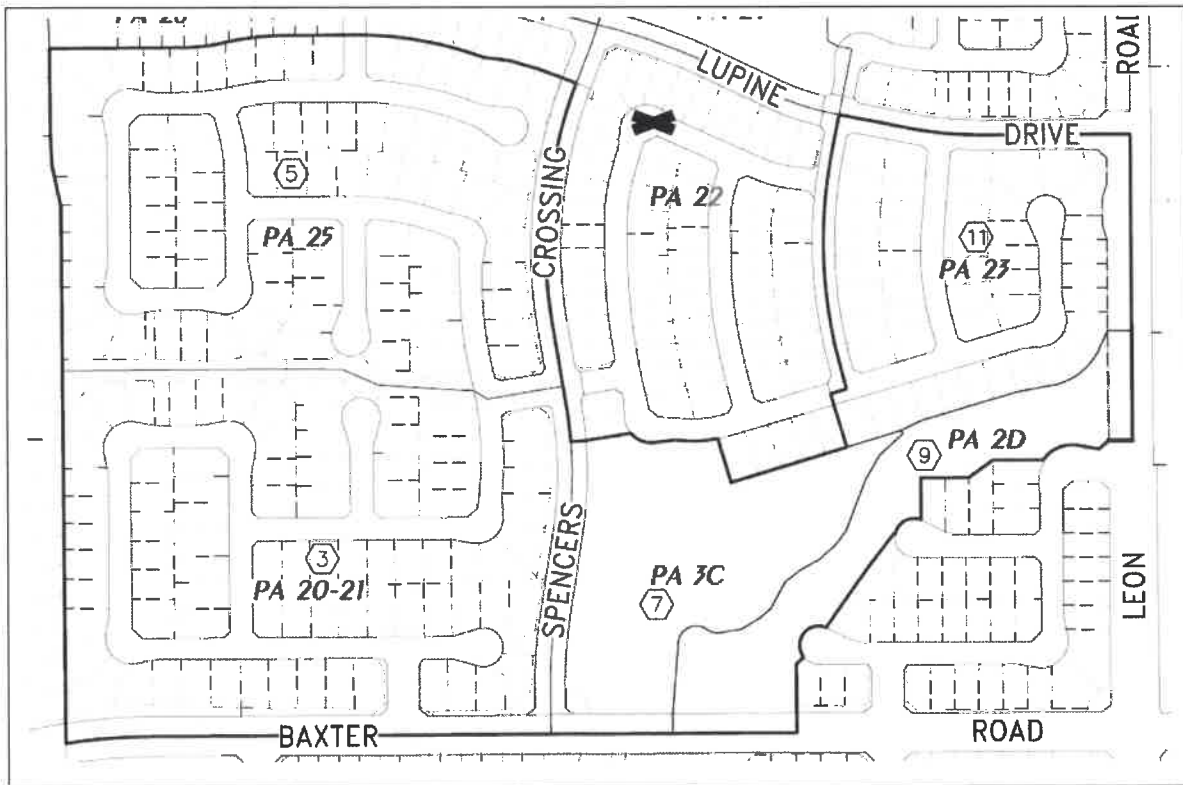 LUPINE
DRIVE
ROAD
5
PA 25
CROSSING
PA 22
11
PA 23
9
PA 2D
3
PA 20-21
PA 3C
7
SPENCERS
LEON
BAXTER
ROAD